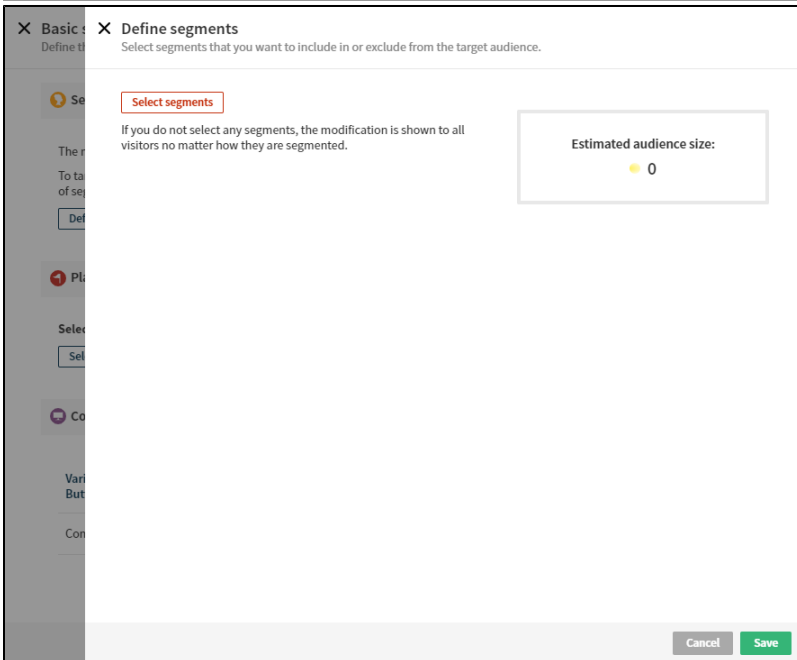 Basic s
Define th
Define segments
Select segments that you want to include in or exclude from the target audience.
Se
Select segments
If you do not select any segments, the modification is shown to all
visitors no matter how they are segmented.
Estimated audience size:
0
The r
To ta
of seg
Def
Pla
Selec
Sel
Co
Vari
But
Con
Cancel
Save